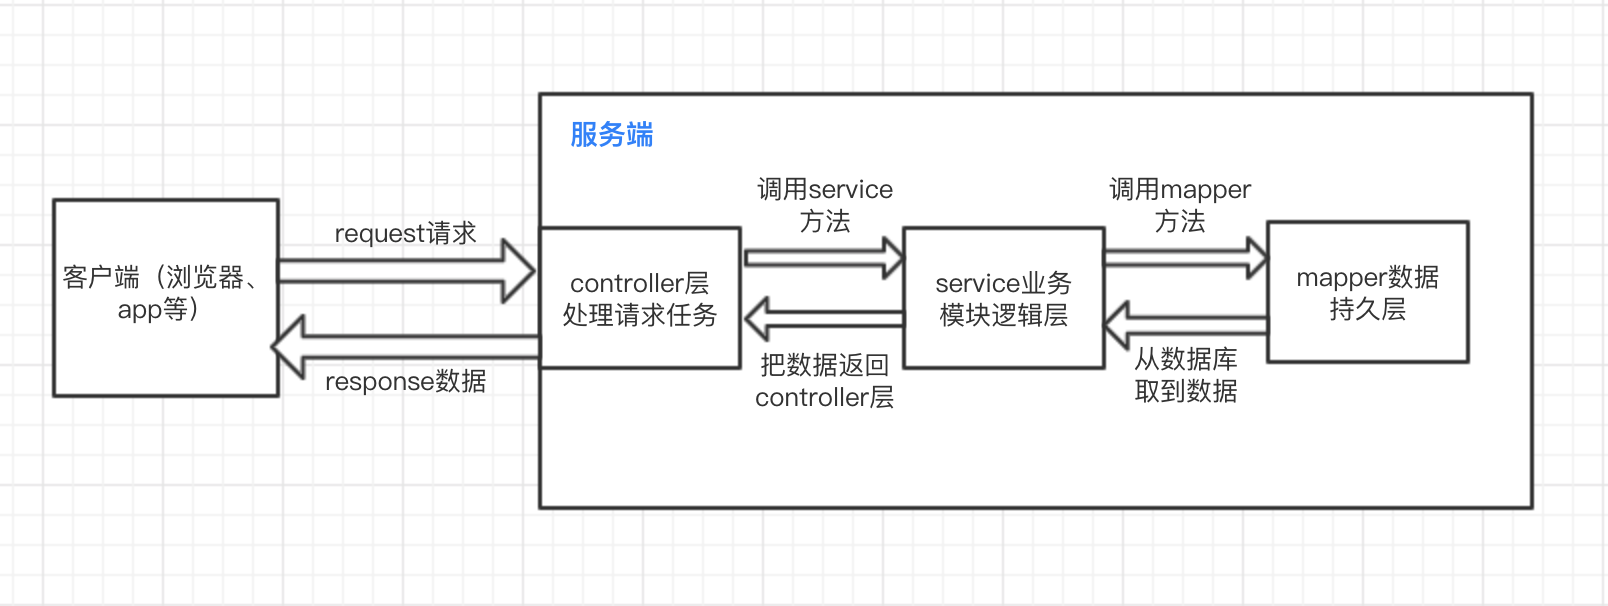 服务端
客户端（浏览器、
app等）
request请求
response数据
controller层
处理请求任务
调用service
方法
把数据返回
controller层
service业务
模块逻辑层
调用mapper
方法
从数据库
取到数据
mapper数据
持久层